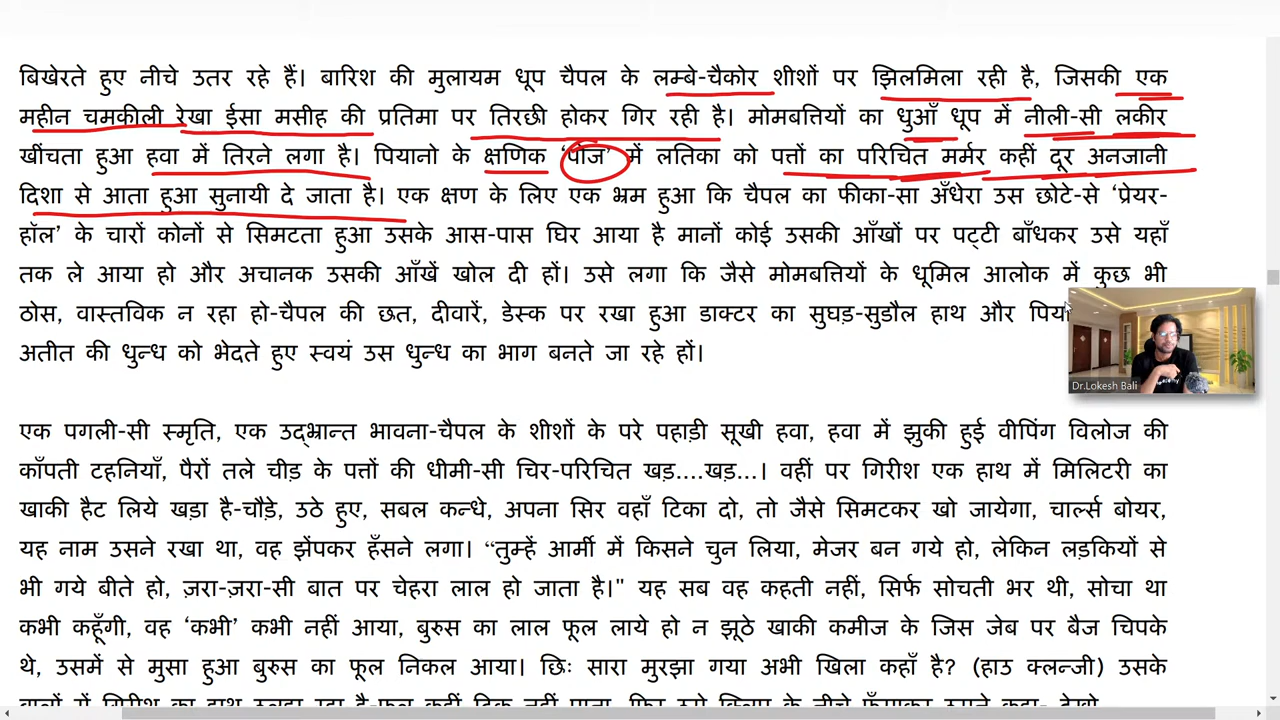 बिखेरते हुए नीचे उतर रहे हैं। बारिश की मुलायम धूप चैपल के लम्बे-चैकोर शीशों पर झिलमिला रही है, जिसकी एक
महीन चमकीली रेखा ईसा मसीह की प्रतिमा पर तिरछी होकर गिर रही है। मोमबत्तियों का धुआँ धूप में नीली-सी लकीर
खींचता हुआ हवा में तिरने लगा है। पियानो के क्षणिक ‘पोज’ में लतिका को पत्तों का परिचित मर्मर कहीं दूर अनजानी
दिशा से आता हुआ सुनायी दे जाता है। एक क्षण के लिए एक भ्रम हुआ कि चैपल का फीका-सा अँधेरा उस छोटे-से ‘प्रेयर-
हॉल’ के चारों कोनों से सिमटता हुआ उसके आस-पास घिर आया है मानों कोई उसकी आँखों पर पट्टी बाँधकर उसे यहाँ
तक ले आया हो और अचानक उसकी आँखें खोल दी हों। उसे लगा कि जैसे मोमबत्तियों के धूमिल आलोक में कुछ भी
ठोस, वास्तविक न रहा हो-चैपल की छत, दीवारें, डेस्क पर रखा हुआ डाक्टर का सुघड़-सुडौल हाथ और
अतीत की धुन्ध को भेदते हुए स्वयं उस धुन्ध का भाग बनते जा रहे हों।
Dr.Lokesh Bali
एक पगली-सी स्मृति, एक उद्भ्रान्त भावना-चैपल के शीशों के परे पहाड़ी सूखी हवा, हवा में झुकी हुई वीपिंग विलोज की
काँपती टहनियाँ, पैरों तले चीड़ के पत्तों की धीमी-सी चिर-परिचित खड़....खड़...। वहीं पर गिरीश एक हाथ में मिलिटरी का
खाकी हैट लिये खड़ा है-चौड़े, उठे हुए, सबल कन्धे, अपना सिर वहाँ टिका दो, तो जैसे सिमटकर खो जायेगा, चार्ल्स बोयर,
यह नाम उसने रखा था, वह झेंपकर हँसने लगा। “तुम्हें आर्मी में किसने चुन लिया, मेजर बन गये हो, लेकिन लड़कियों से
भी गये बीते हो, ज़रा-ज़रा-सी बात पर चेहरा लाल हो जाता है।" यह सब वह कहती नहीं, सिर्फ सोचती भर थी, सोचा था
कभी कहूँगी, वह ‘कभी’ कभी नहीं आया, बुरुस का लाल फूल लाये हो न झूठे खाकी कमीज के जिस जेब पर बैज चिपके
थे, उसमें से मुसा हुआ बुरुस का फूल निकल आया। छिः सारा मुरझा गया अभी खिला कहाँ है? (हाउ क्लन्जी) उसके